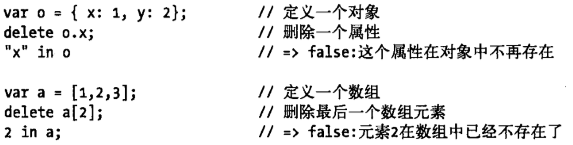 var o = { x: 1, y: 2}; // 定义一个对象
delete o.x; // 删除一个属性
"x" in o // => false:这个属性在对象中不再存在
var a = [1,2,3]; // 定义一个数组
delete a[2]; // 删除最后一个数组元素
2 in a; // => false:元素2在数组中已经不存在了